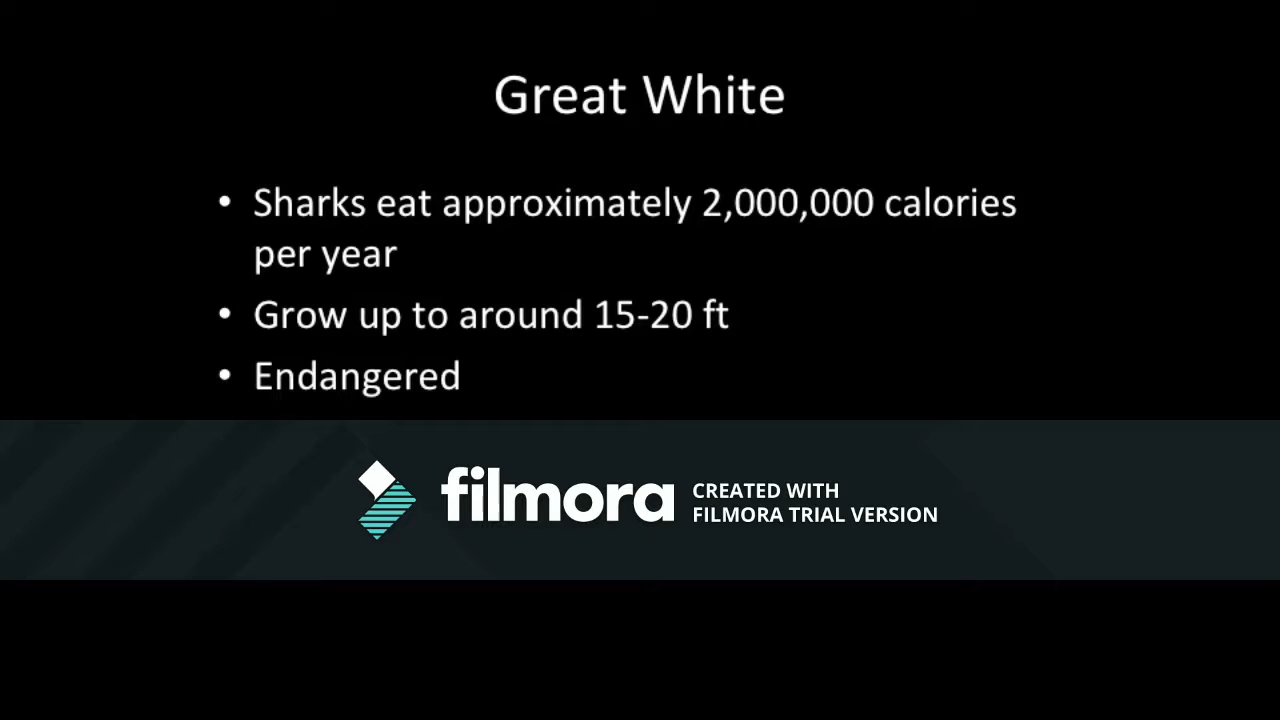 Great White
• Sharks eat approximately 2,000,000 calories
per year
• Grow up to around 15-20 ft
• Endangered
filmora
CREATED WITH
FILMORA TRIAL VERSION